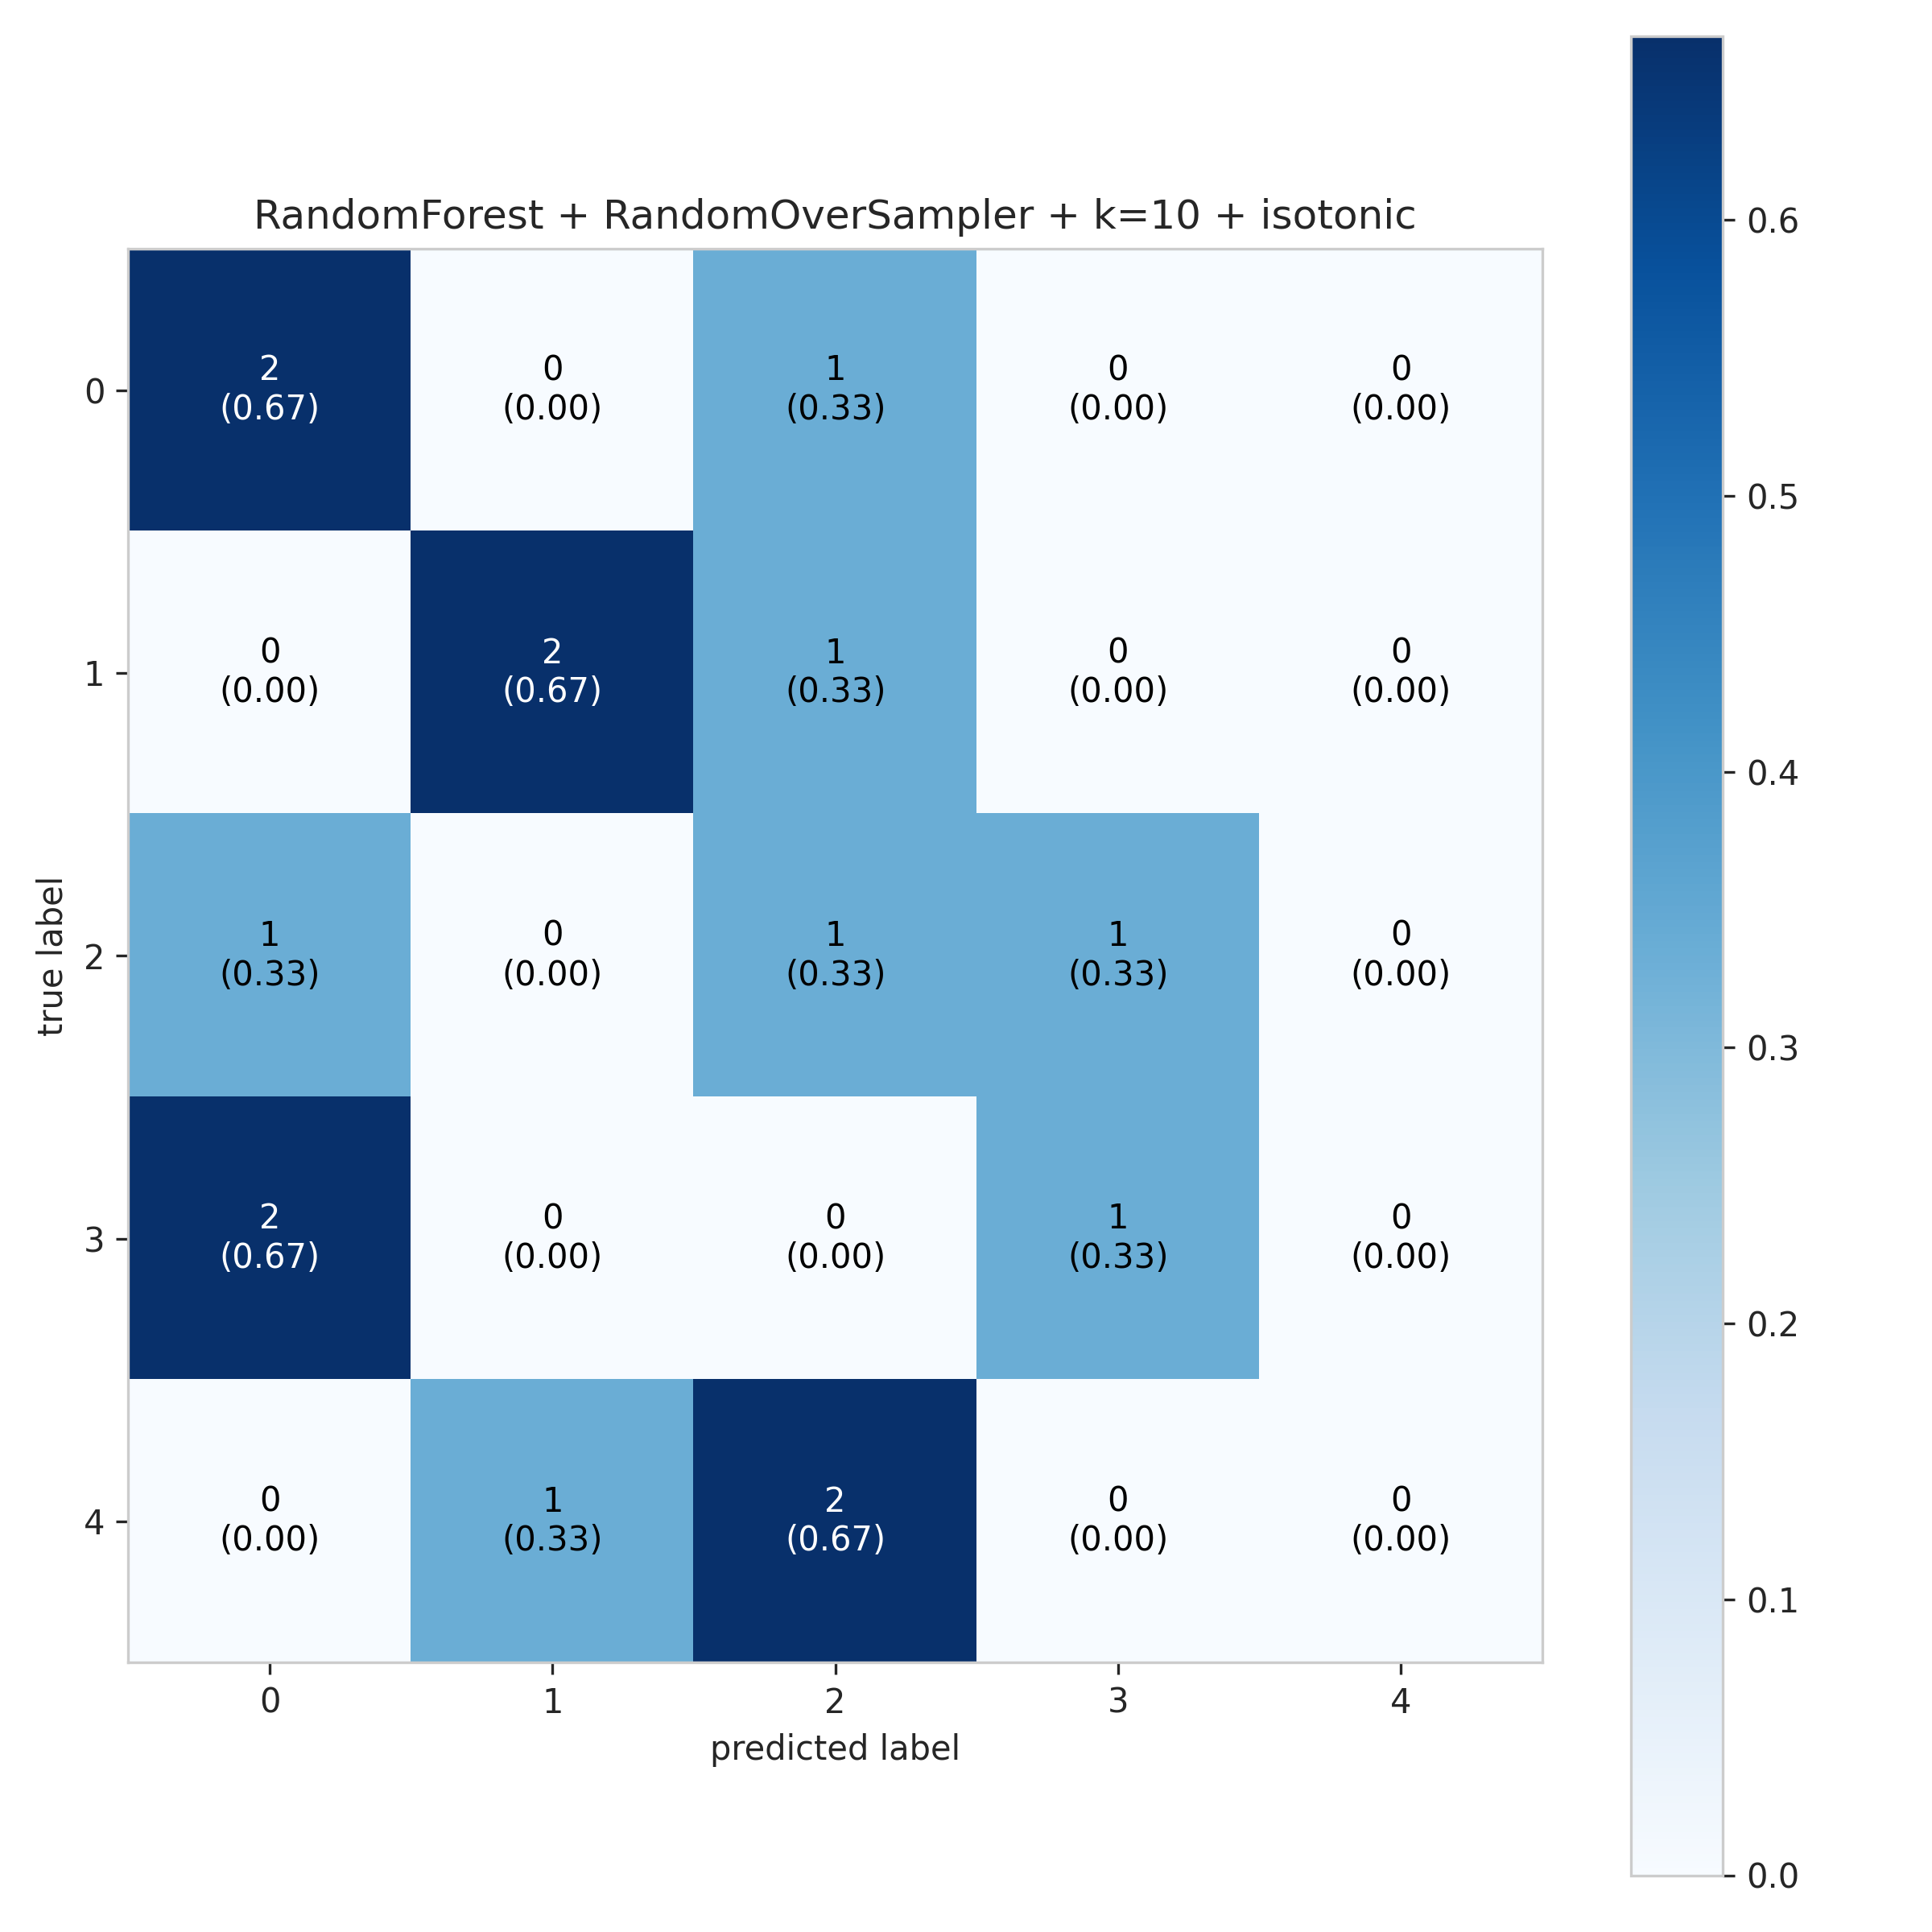 RandomForest + RandomOverSampler + k=10 + isotonic
0.6
0.5
0.4
0.3
0.2
0.1
0.0
true label
0
2 0 1 0 0
(0.67) (0.00) (0.33) (0.00) (0.00)
1
0 2 1 0 0
(0.00) (0.67) (0.33) (0.00) (0.00)
2
1 0 1 1 0
(0.33) (0.00) (0.33) (0.33) (0.00)
3
2 0 0 1 0
(0.67) (0.00) (0.00) (0.33) (0.00)
4
0 1 2 0 0
(0.00) (0.33) (0.67) (0.00) (0.00)
0 1 2 3 4
predicted label